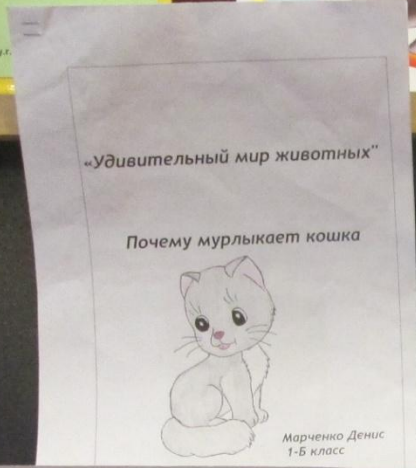 «Удивительный мир животных"
Почему мурлыкает кошка
Марченко Денис
1-Б класс